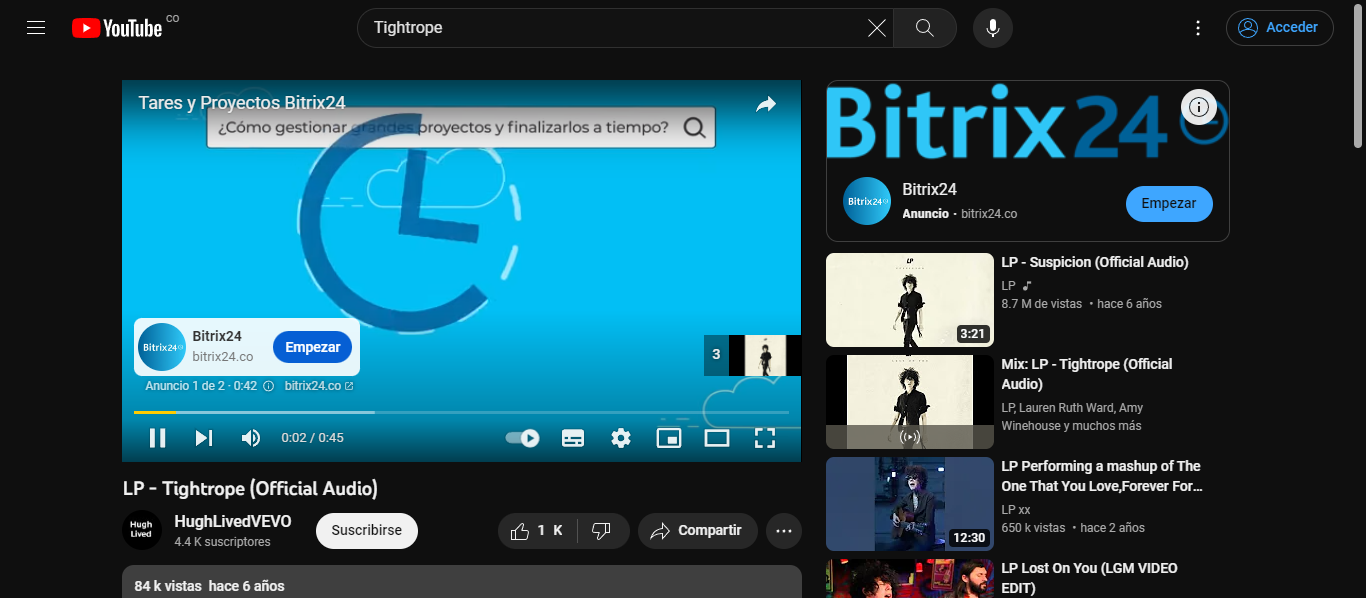 YouTube CO
Tightrope
Acceder
Tares y Proyectos Bitrix24
¿Cómo gestionar grandes proyectos y finalizarlos a tiempo?
Bitrix24
bitrix24.co
Empezar
Bitrix24
3
Anuncio 1 de 2 · 0:42 bitrix24.co
0:02 / 0:45
LP - Tightrope (Official Audio)
Hugh
Lived
HughLivedVEVO
4.4 K suscriptores
Suscribirse
1 K
Compartir
84 k vistas hace 6 años
Bitrix24
Bitrix24
Bitrix24
Anuncio · bitrix24.co
Empezar
LP
3:21
LP - Suspicion (Official Audio)
LP
8.7 M de vistas • hace 6 años
Mix: LP - Tightrope (Official
Audio)
LP, Lauren Ruth Ward, Amy
Winehouse y muchos más
12:30
LP Performing a mashup of The
One That You Love,Forever For...
LP xx
650 k vistas • hace 2 años
LP Lost On You (LGM VIDEO
EDIT)